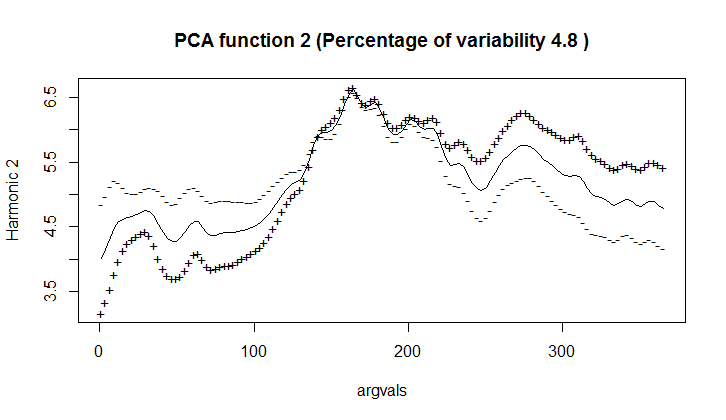 PCA function 2 (Percentage of variability 4.8 )
Harmonic 2
6.5
5.5
4.5
3.5
0 100 200 300
argvals